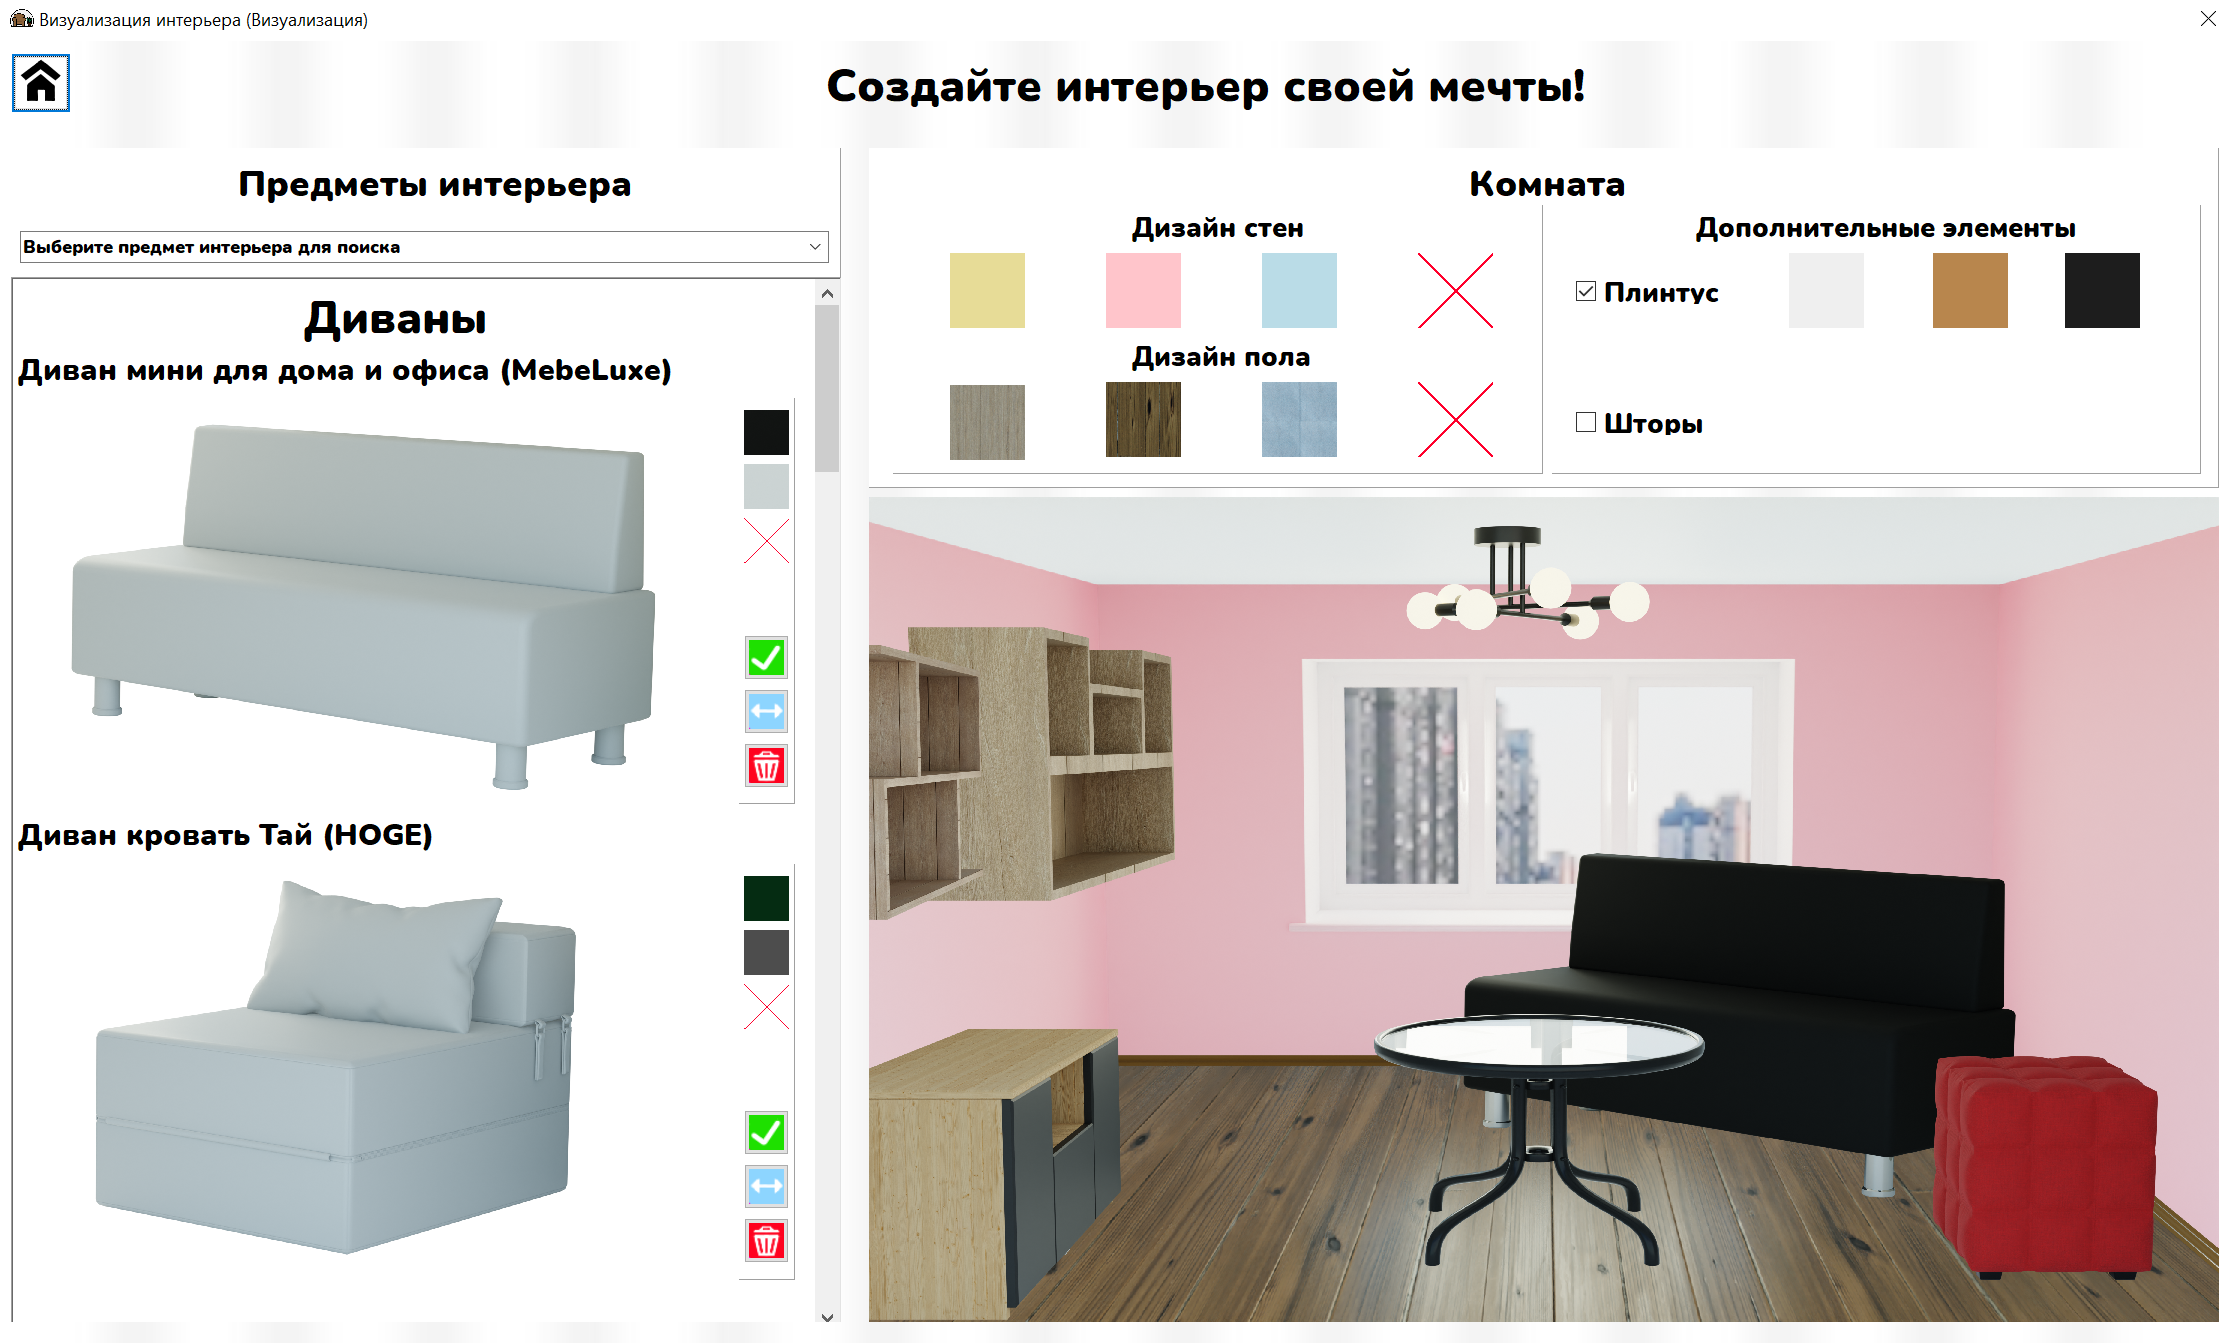 Визуализация интерьера (Визуализация)
Создайте интерьер своей мечты!
Предметы интерьера
Выберите предмет интерьера для поиска
Диваны
Диван мини для дома и офиса (MebeLuxe)
Диван кровать Тай (HOGE)
Комната
Дизайн стен
Дизайн пола
Дополнительные элементы
Плинтус
Шторы